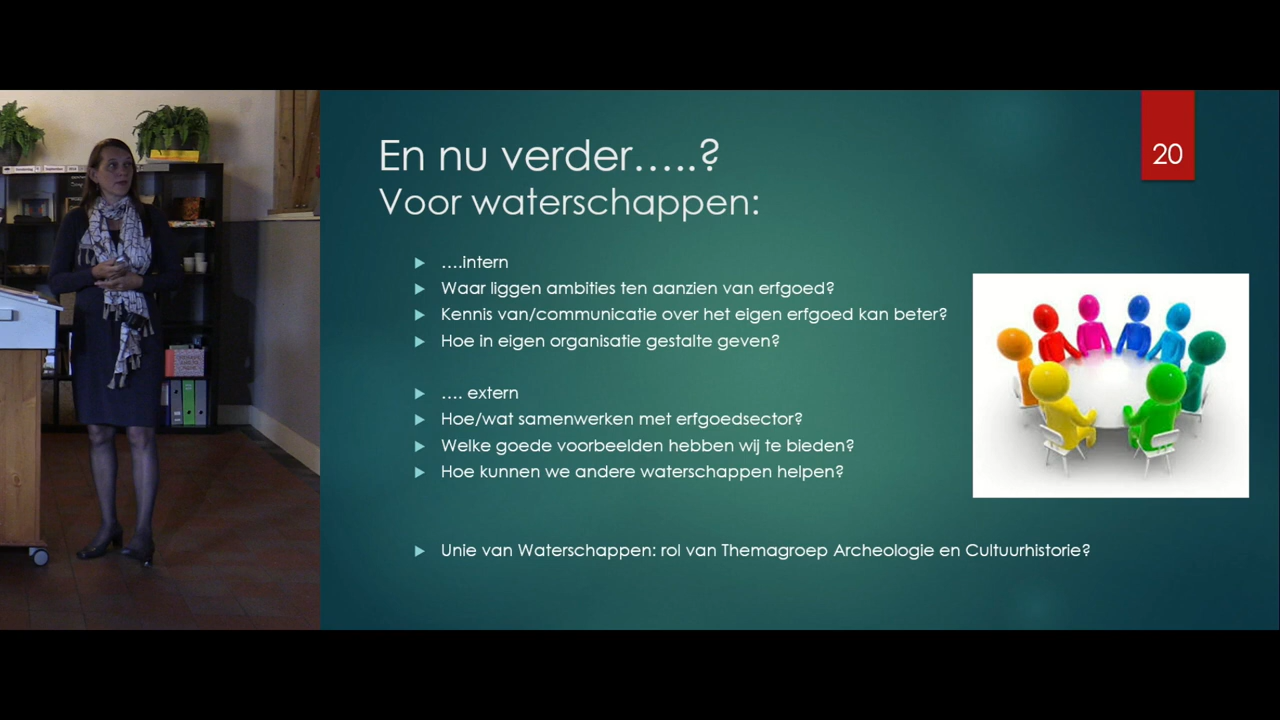 En nu verder.....?
Voor waterschappen:
20
....intern
Waar liggen ambities ten aanzien van erfgoed?
Kennis van/communicatie over het eigen erfgoed kan beter?
Hoe in eigen organisatie gestalte geven?
.... extern
Hoe/wat samenwerken met erfgoedsector?
Welke goede voorbeelden hebben wij te bieden?
Hoe kunnen we andere waterschappen helpen?
Unie van Waterschappen: rol van Themagroep Archeologie en Cultuurhistorie?